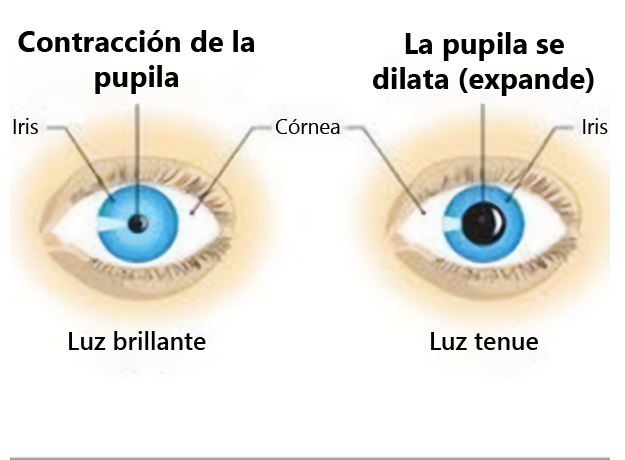 Contracción de la
pupila
La pupila se
dilata (expande)
Iris
Córnea
Iris
Luz brillante
Luz tenue